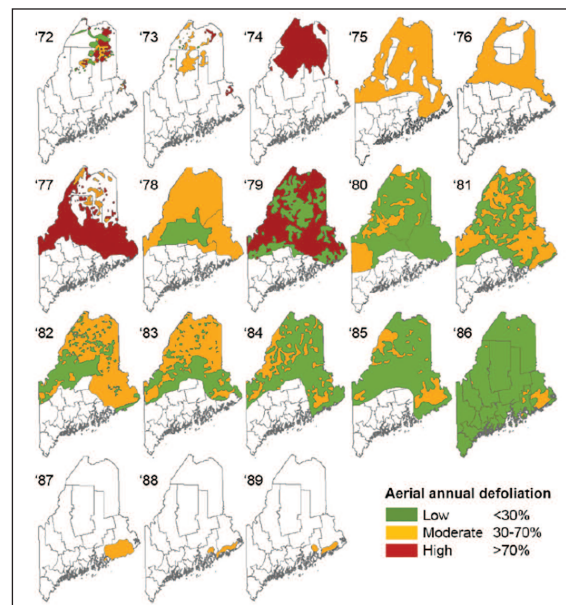 '72 '73 '74 '75 '76
'77 '78 '79 '80 '81
'82 '83 '84 '85 '86
'87 '88 '89
Aerial annual defoliation
Low <30%
Moderate 30-70%
High >70%